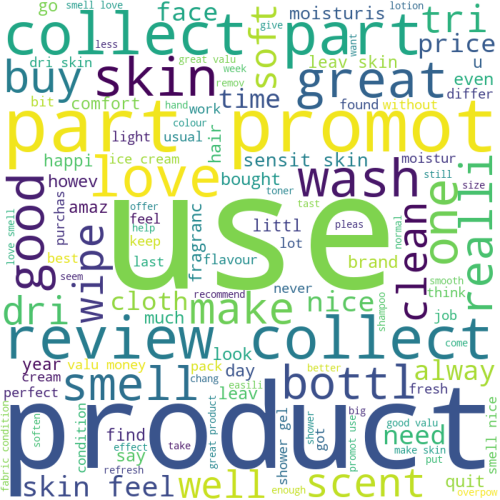 go
smell love
collect
part
moisturis
tri
lotion
less
face
soft
give
want
price
buy
skin
dri skin
great valu
week
remov
great
leav skin
u
even
bit
comfort
hand
work
time
found
without
differ
part promot
colour
light
usual
hair
moistur
happi
ice cream
sensit skin
still
size
good
howev
love
bought
wash
clean
one
realli
love smell
purchas
amaz
offer
feel
help
use
toner
littl
tast
pleas
normal
wipe
keep
fragranc
lot
best
last
flavour
brand
seem
never
smooth
dri
cloth
make
nice
recommend
shampoo
think
much
job
review collect
come
year
look
valu money
pack
day
better
smell
bottl
alway
perfect
cream
chang
easili
leav
fresh
product
fabric condition
soften
condition
find
say
effect
refresh
take
great product
shower gel
shower
got
promot use
big
need
good valu
make skin
put
smell nice
skin feel
well
enough
scent
quit
overpow